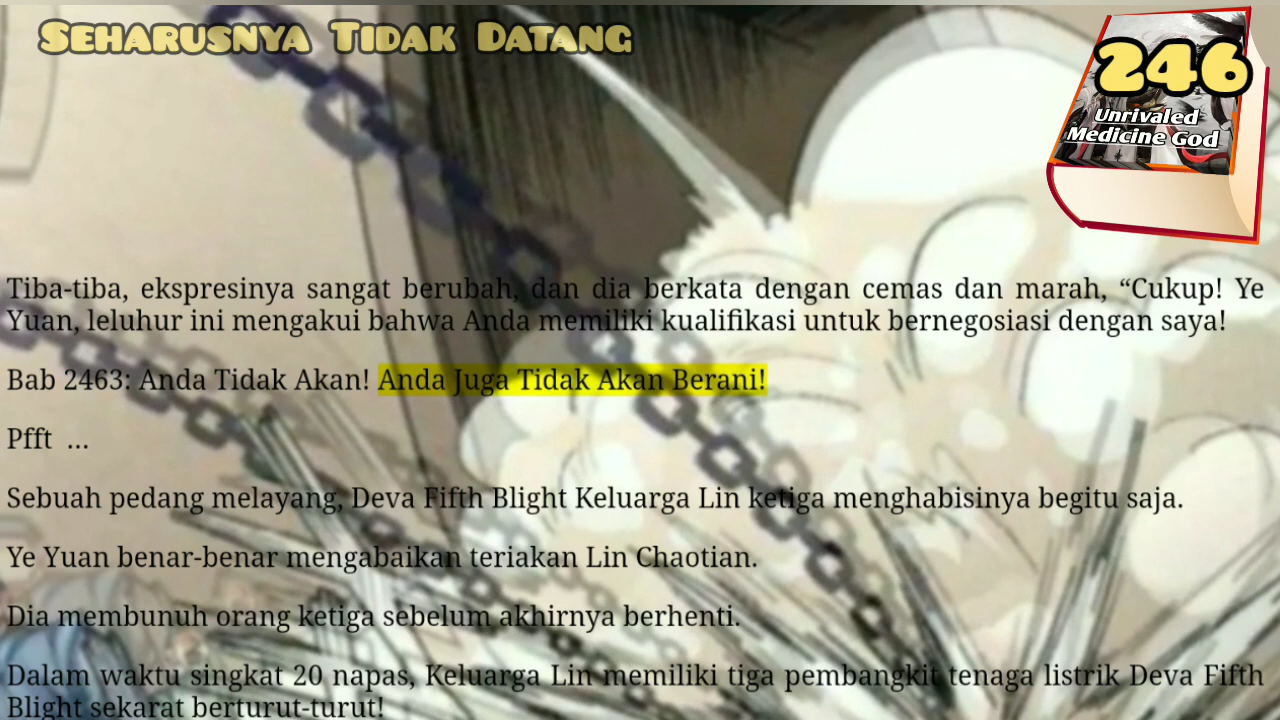 Seharusnya Tidak Datang
246
Unrivaled
Medicine God
Tiba-tiba, ekspresinya sangat berubah, dan dia berkata dengan cemas dan marah, “Cukup! Ye
Yuan, leluhur ini mengakui bahwa Anda memiliki kualifikasi untuk bernegosiasi dengan saya!
Bab 2463: Anda Tidak Akan! Anda Juga Tidak Akan Berani!
Pfft ...
Sebuah pedang melayang, Deva Fifth Blight Keluarga Lin ketiga menghabisinya begitu saja.
Ye Yuan benar-benar mengabaikan teriakan Lin Chaotian.
Dia membunuh orang ketiga sebelum akhirnya berhenti.
Dalam waktu singkat 20 napas, Keluarga Lin memiliki tiga pembangkit tenaga listrik Deva Fifth
Blight sekarat berturut-turut!